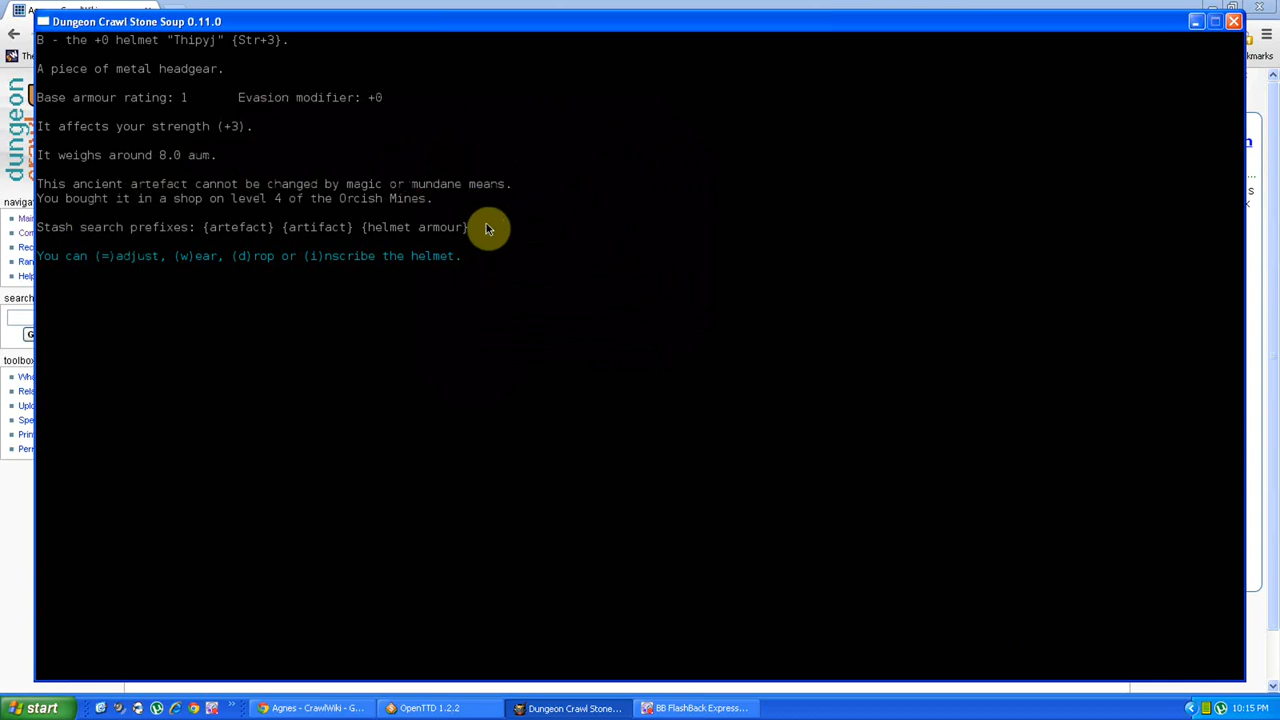 Dungeon Crawl Stone Soup 0.11.0
B - the +0 helmet "Thipyj" {Str+3}.
A piece of metal headgear.
Base armour rating: 1 Evasion modifier: +0
It affects your strength (+3).
It weighs around 8.0 aum.
This ancient artefact cannot be changed by magic or mundane means.
You bought it in a shop on level 4 of the Orcish Mines.
Stash search prefixes: {artefact} {artifact} {helmet armour}
You can (=)adjust, (w)ear, (d)rop or (i)nscribe the helmet.
dungeon
search
toolbo
start
Agnes - CrawlWiki - G...
OpenTTD 1.2.2
Dungeon Crawl Stone...
BB FlashBack Express...
10:15 PM